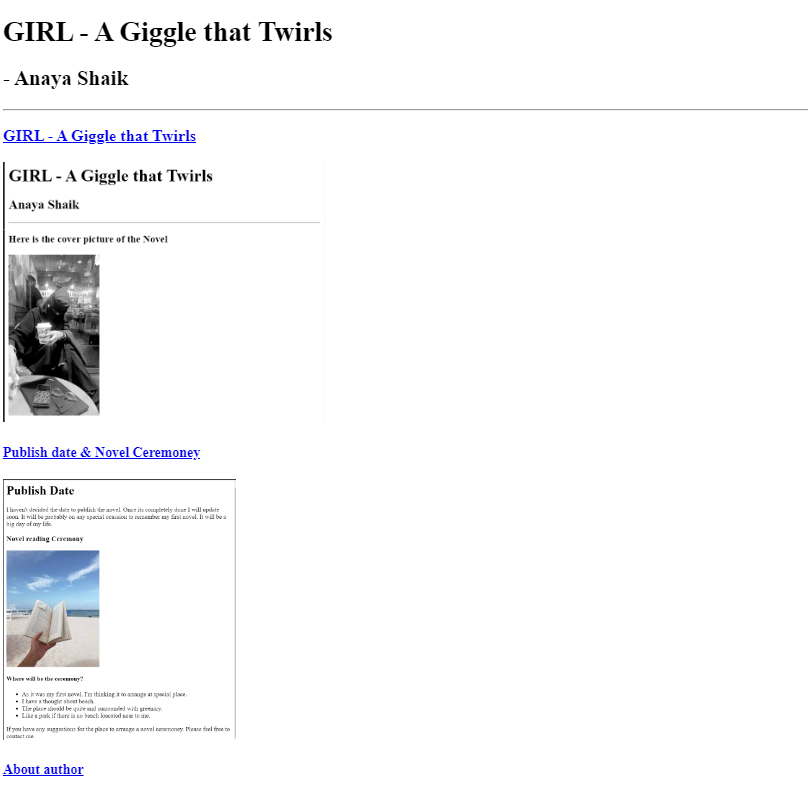 GIRL - A Giggle that Twirls
- Anaya Shaik
GIRL - A Giggle that Twirls
GIRL - A Giggle that Twirls
Anaya Shaik
Here is the cover picture of the Novel
Publish date & Novel Ceremoney
Publish Date
I haven't decided the date to publish the novel. Once its completely done I will update
soon. It will be probably on any special ocassion to remember my first novel. It will be a
big day of my life.
Novel reading Ceremony
Where will be the ceremony?
As it was my first novel, I'm thinking it to arrange at special place.
I have a thought about beach.
The place should be quite and surrounded with greenary.
Like a park if there is no beach loacated near to me.
If you have any suggestions for the place to arrange a novel ceremoney. Please feel free to
contact me.
About author